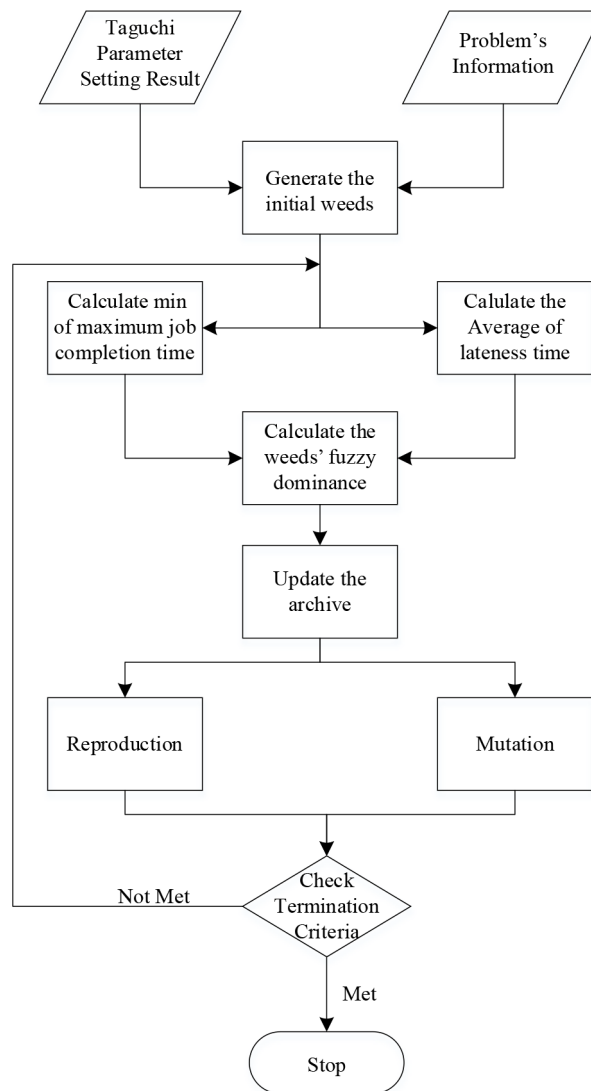 Taguchi
Parameter
Setting Result
Problem’s
Information
Generate the
initial weeds
Calculate min
of maximum job
completion time
Calulate the
Average of
lateness time
Calculate the
weeds’ fuzzy
dominance
Update the
archive
Reproduction
Mutation
Check
Termination
Criteria
Not Met
Met
Stop